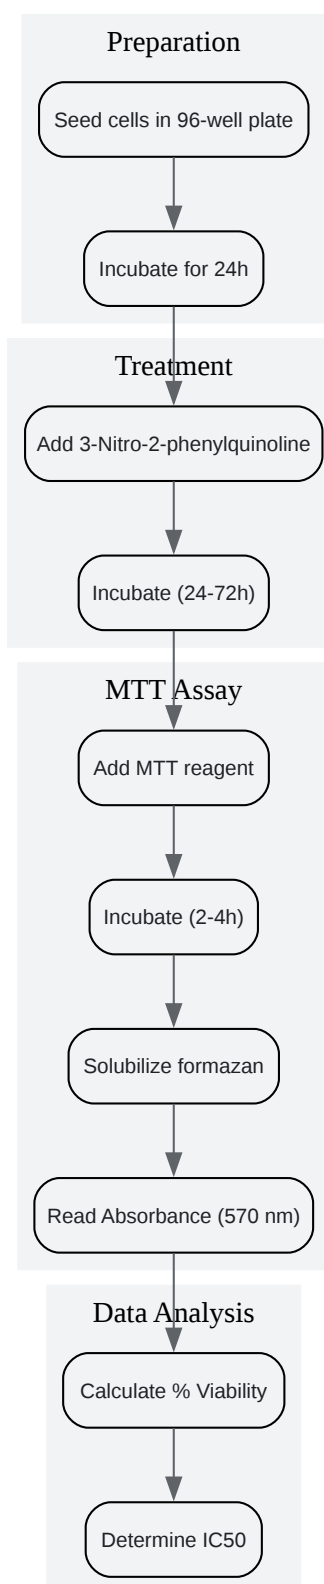 Preparation
Seed cells in 96-well plate
Incubate for 24h
Treatment
Add 3-Nitro-2-phenylquinoline
Incubate (24-72h)
MTT Assay
Add MTT reagent
Incubate (2-4h)
Solubilize formazan
Read Absorbance (570 nm)
Data Analysis
Calculate % Viability
Determine IC50